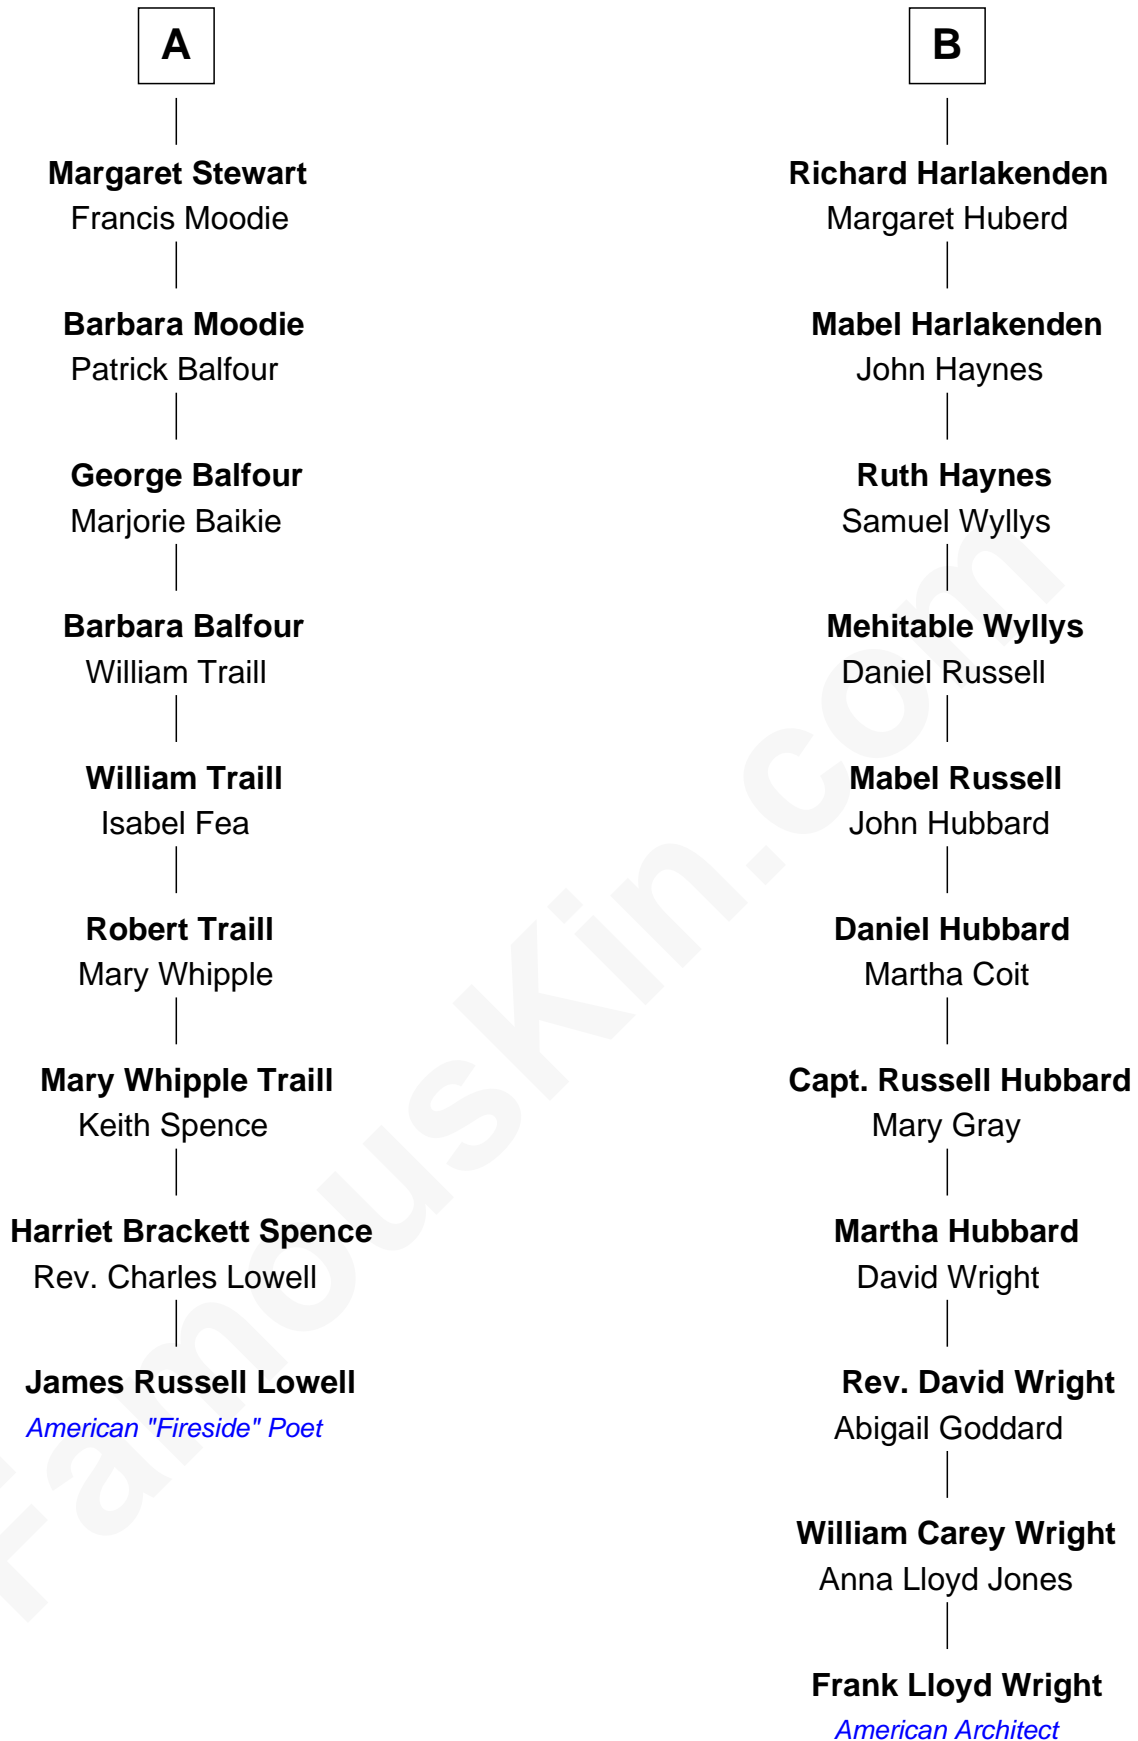 A
Margaret Stewart
Francis Moodie
Barbara Moodie
Patrick Balfour
George Balfour
Marjorie Baikie
Barbara Balfour
William Traill
William Traill
Isabel Fea
Robert Traill
Mary Whipple
Mary Whipple Traill
Keith Spence
Harriet Brackett Spence
Rev. Charles Lowell
James Russell Lowell
American "Fireside" Poet
B
Richard Harlakenden
Margaret Huberd
Mabel Harlakenden
John Haynes
Ruth Haynes
Samuel Wyllys
Mehitable Wyllys
Daniel Russell
Mabel Russell
John Hubbard
Daniel Hubbard
Martha Coit
Capt. Russell Hubbard
Mary Gray
Martha Hubbard
David Wright
Rev. David Wright
Abigail Goddard
William Carey Wright
Anna Lloyd Jones
Frank Lloyd Wright
American Architect
FamousKin.com